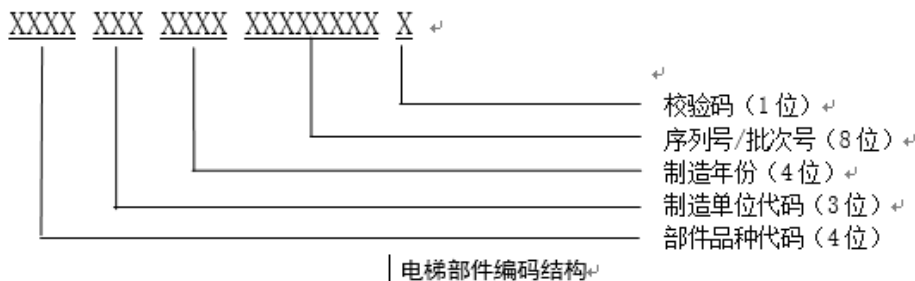 XXXX XXX XXXX XXXXXXXX X
校验码（1位）
序列号/批次号（8位）
制造年份（4位）
制造单位代码（3位）
部件品种代码（4位）
电梯部件编码结构